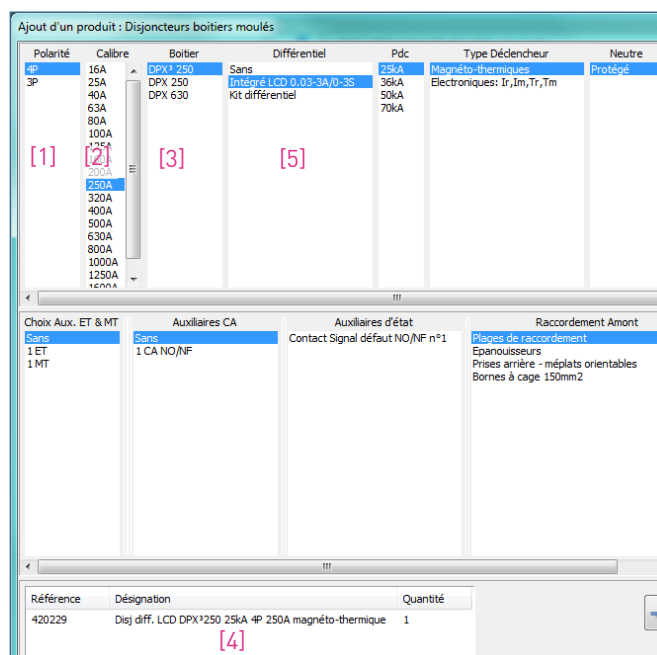 Ajout d'un produit : Disjoncteurs boitiers moulés
Polarité Calibre Boitier Différentiel Pdc Type Déclencheur Neutre
4P 16A DPX³ 250 Sans 25kA Magnéto-thermiques Protégé
3P 25A DPX 250 Intégré LCD 0.03-3A/0-3S 36kA Electroniques: Ir,Im,Tr,Tm
40A DPX 630 Kit différentiel 50kA
63A 70kA
80A
100A
125A
[1] [2] 160A [3] [5]
200A
250A
320A
400A
500A
630A
800A
1000A
1250A
1600A
Choix Aux. ET & MT Auxiliaires CA Auxiliaires d'état Raccordement Amont
Sans Sans Contact Signal défaut NO/NF n°1 Plages de raccordement
1 ET 1 CA NO/NF Epanouisseurs
1 MT Prises arrière - méplats orientables
Bornes à cage 150mm2
Référence Désignation Quantité
420229 Disj diff. LCD DPX³250 25kA 4P 250A magnéto-thermique 1
[4]